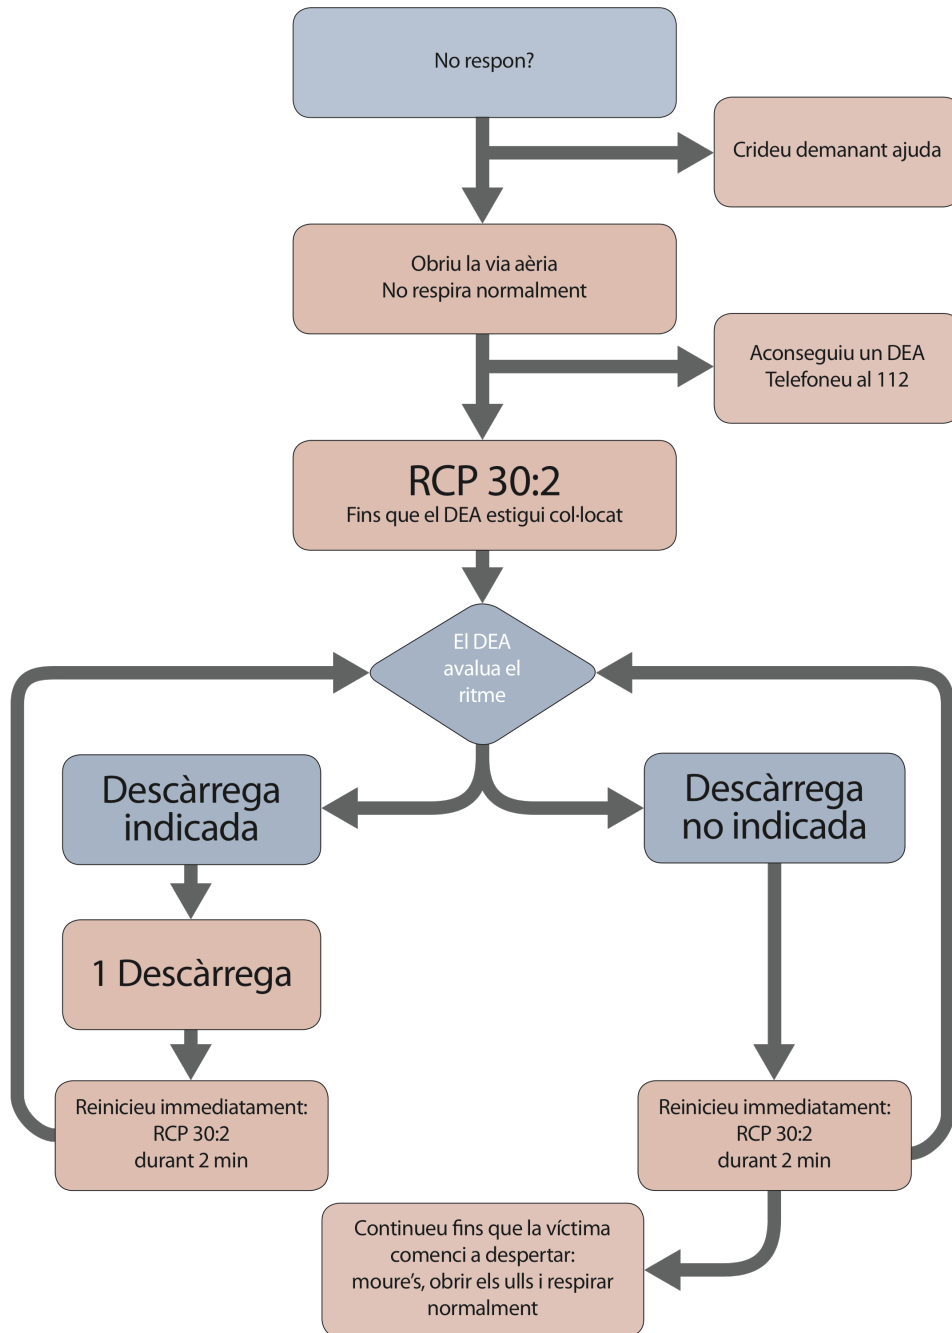 No respon?
Crideu demanant ajuda
Obriu la via aèria
No respira normalment
Aconseguiu un DEA
Telefoneu al 112
RCP 30:2
Fins que el DEA estigui col·locat
El DEA
avalua el
ritme
Descàrrega
indicada
Descàrrega
no indicada
1 Descàrrega
Reinicieu immediatament:
RCP 30:2
durant 2 min
Reinicieu immediatament:
RCP 30:2
durant 2 min
Continueu fins que la víctima
comenci a despertar:
moure’s, obrir els ulls i respirar
normalment